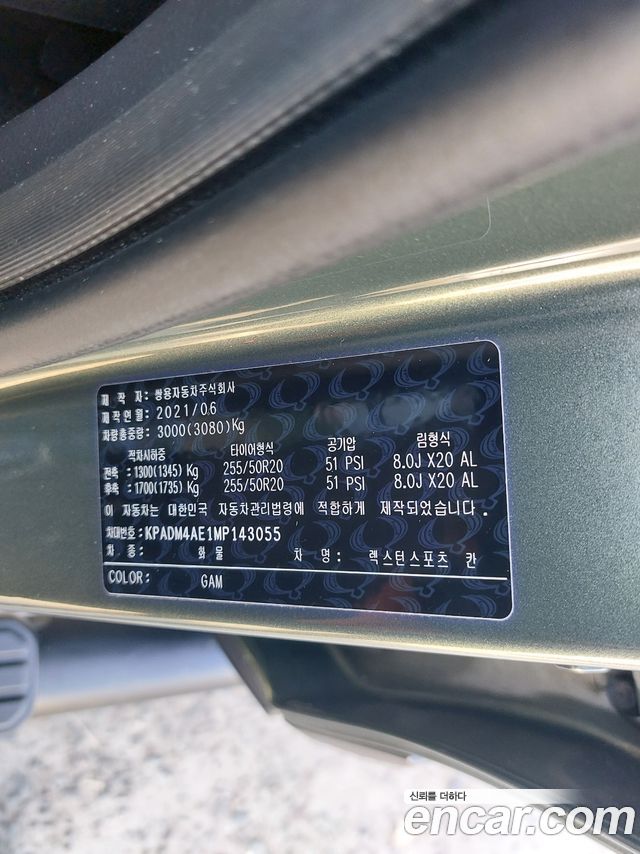 제 작 자: 쌍용자동차주식회사
제작연월: 2021/06
차량총중량: 3000(3080)Kg
적차시하중 타이어형식 공기압 림형식
전축: 1300(1345) Kg 255/50R20 51 PSI 8.0J X20 AL
후축: 1700(1735) Kg 255/50R20 51 PSI 8.0J X20 AL
이 자동차는 대한민국 자동차관리법령에 적합하게 제작되었습니다.
차대번호: KPADM4AE1MP143055
차 종: 화물 차 명: 렉스턴스포츠 칸
COLOR: GAM
신뢰를 더하다
encar.com